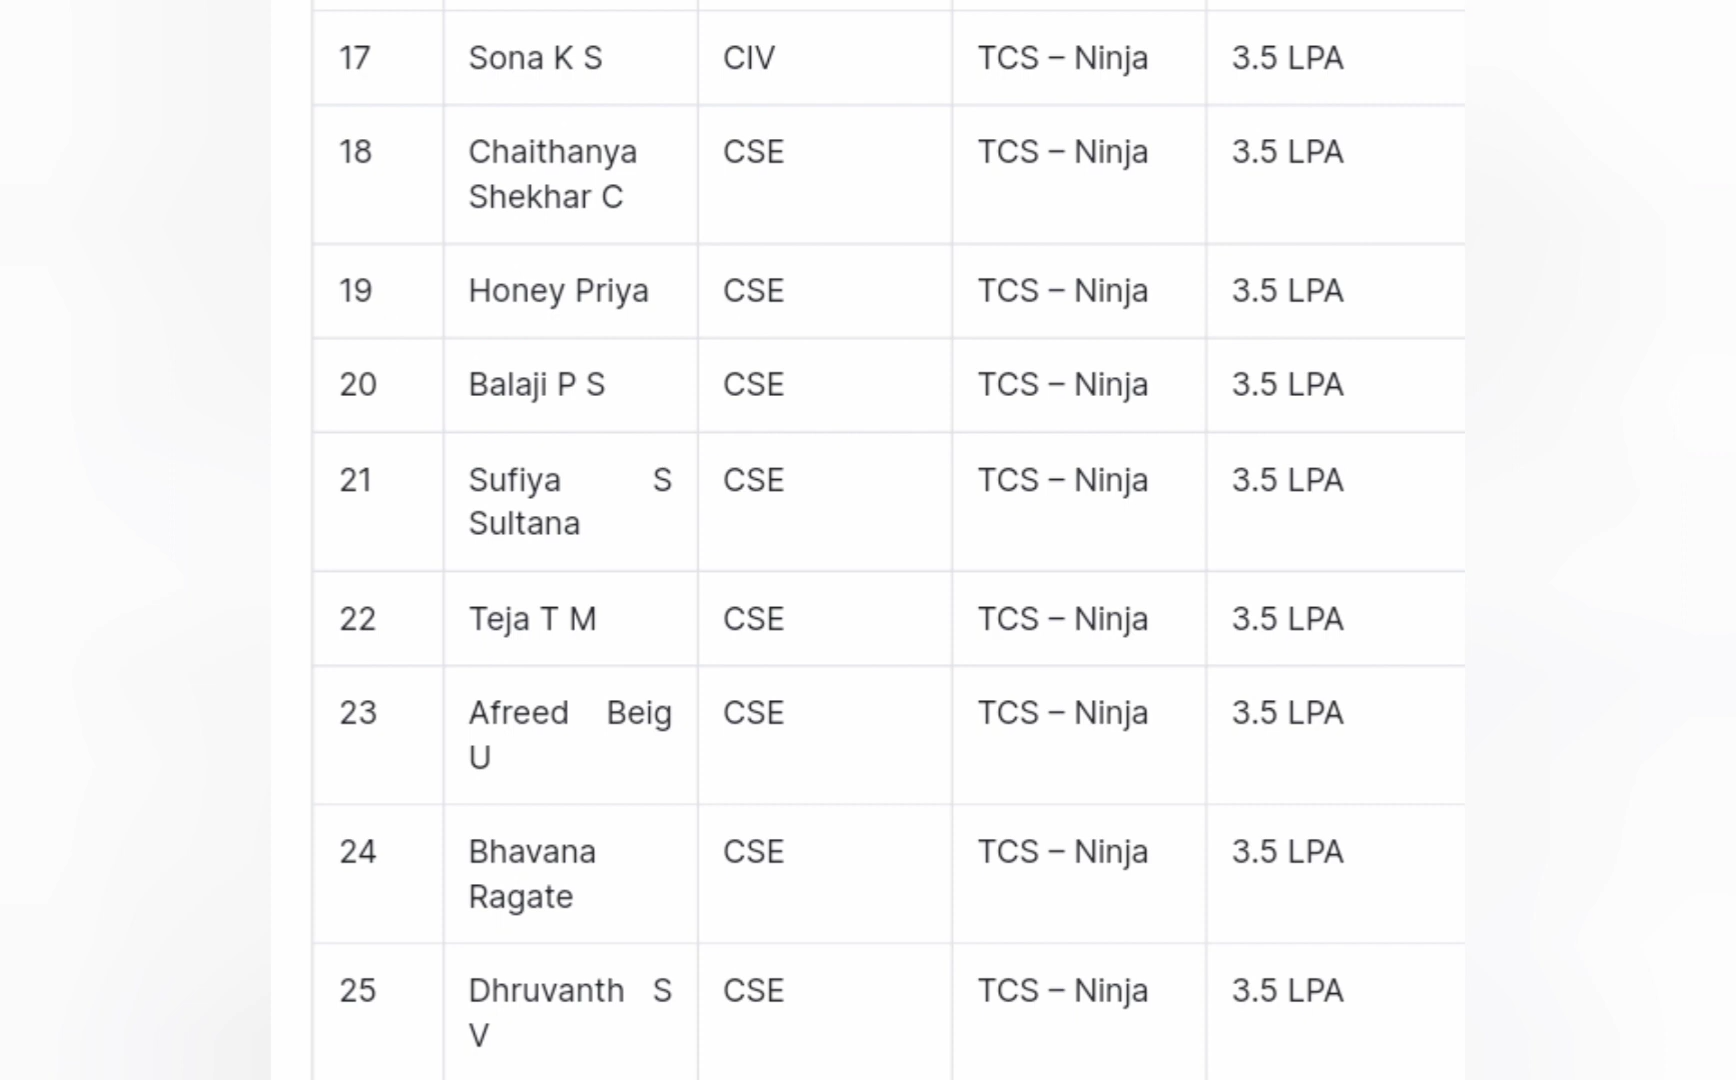 17 Sona K S CIV TCS – Ninja 3.5 LPA
18 Chaithanya CSE TCS – Ninja 3.5 LPA
Shekhar C
19 Honey Priya CSE TCS – Ninja 3.5 LPA
20 Balaji P S CSE TCS – Ninja 3.5 LPA
21 Sufiya S CSE TCS – Ninja 3.5 LPA
Sultana
22 Teja T M CSE TCS – Ninja 3.5 LPA
23 Afreed Beig CSE TCS – Ninja 3.5 LPA
U
24 Bhavana CSE TCS – Ninja 3.5 LPA
Ragate
25 Dhruvanth S CSE TCS – Ninja 3.5 LPA
V